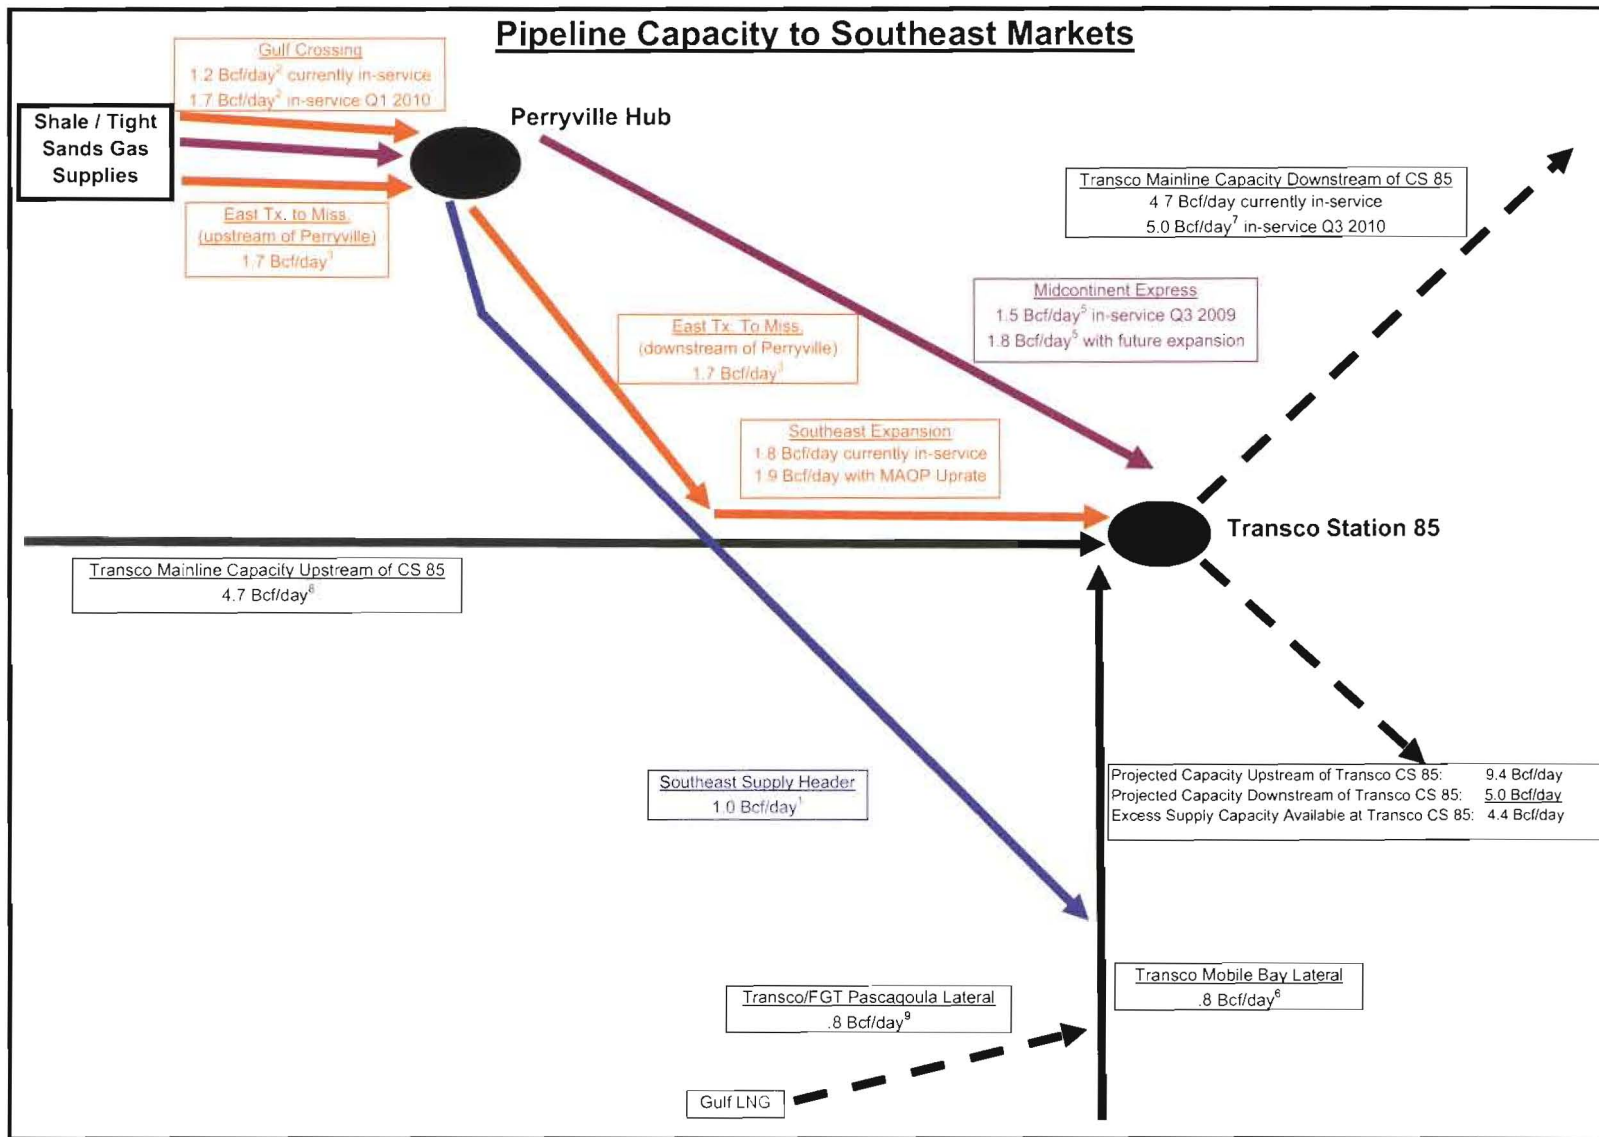 Pipeline Capacity to Southeast Markets
Gulf Crossing
1.2 Bcf/day² currently in-service
1.7 Bcf/day² in-service Q1 2010
Shale / Tight
Sands Gas
Supplies
Perryville Hub
East Tx. to Miss.
(upstream of Perryville)
1.7 Bcf/day³
Transco Mainline Capacity Downstream of CS 85
4.7 Bcf/day currently in-service
5.0 Bcf/day⁷ in-service Q3 2010
Midcontinent Express
1.5 Bcf/day⁵ in-service Q3 2009
1.8 Bcf/day⁵ with future expansion
East Tx. To Miss.
(downstream of Perryville)
1.7 Bcf/day³
Southeast Expansion
1.8 Bcf/day currently in-service
1.9 Bcf/day with MAOP Uprate
Transco Station 85
Transco Mainline Capacity Upstream of CS 85
4.7 Bcf/day⁶
Southeast Supply Header
1.0 Bcf/day¹
Projected Capacity Upstream of Transco CS 85: 9.4 Bcf/day
Projected Capacity Downstream of Transco CS 85: 5.0 Bcf/day
Excess Supply Capacity Available at Transco CS 85: 4.4 Bcf/day
Transco Mobile Bay Lateral
.8 Bcf/day⁶
Transco/FGT Pascagoula Lateral
.8 Bcf/day⁹
Gulf LNG